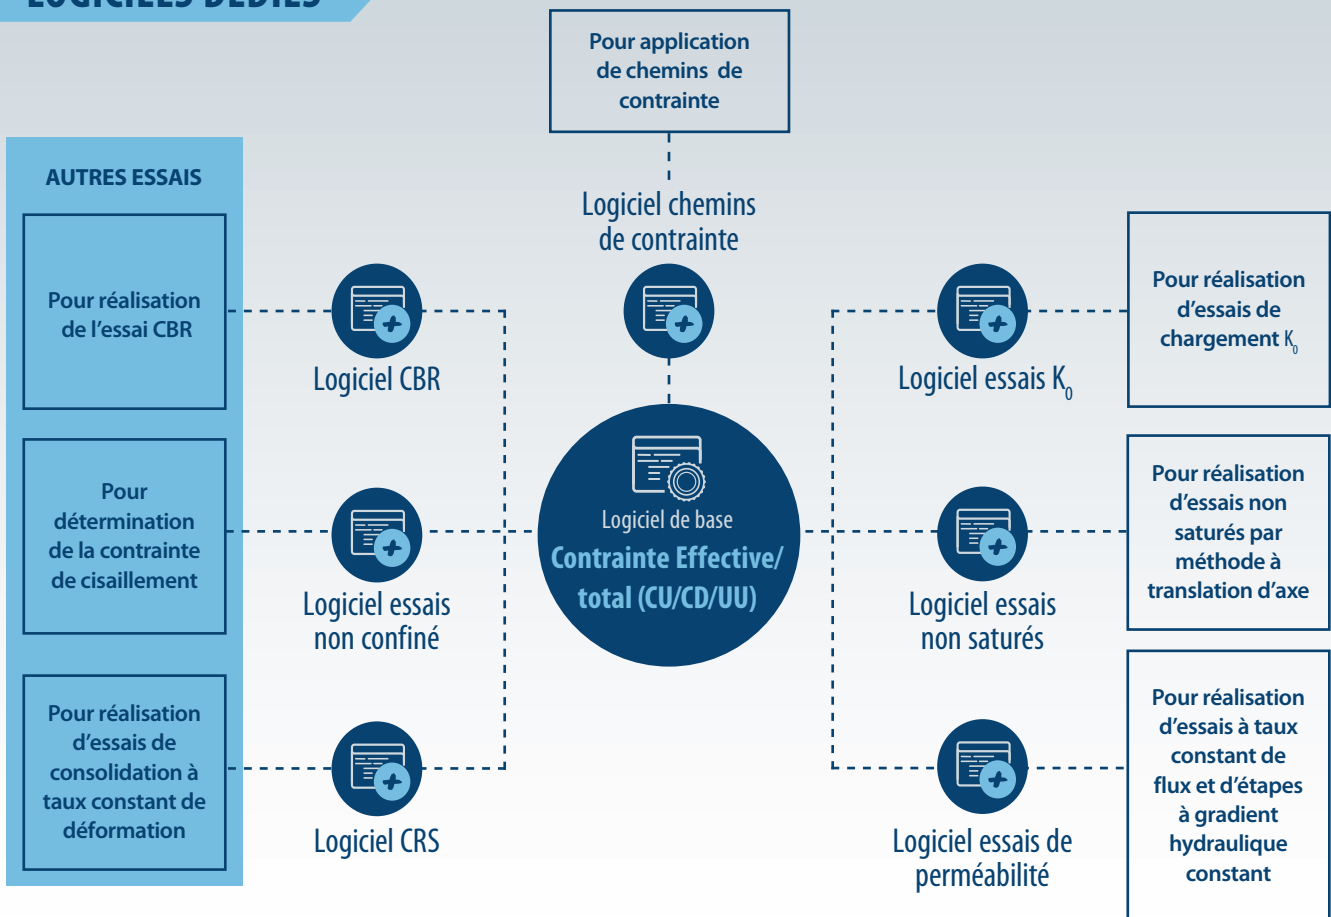 LOGICIELS DÉDIÉS
Pour application
de chemins de
contrainte
Logiciel chemins
de contrainte
AUTRES ESSAIS
Pour réalisation
de l'essai CBR
Logiciel CBR
Pour
détermination
de la contrainte
de cisaillement
Logiciel essais
non confiné
Pour réalisation
d'essais de
consolidation à
taux constant de
déformation
Logiciel CRS
Logiciel de base
Contrainte Effective/
total (CU/CD/UU)
Logiciel essais K₀
Pour réalisation
d'essais de
chargement K₀
Logiciel essais
non saturés
Pour réalisation
d'essais non
saturés par
méthode à
translation d'axe
Logiciel essais de
perméabilité
Pour réalisation
d'essais à taux
constant de
flux et d'étapes
à gradient
hydraulique
constant